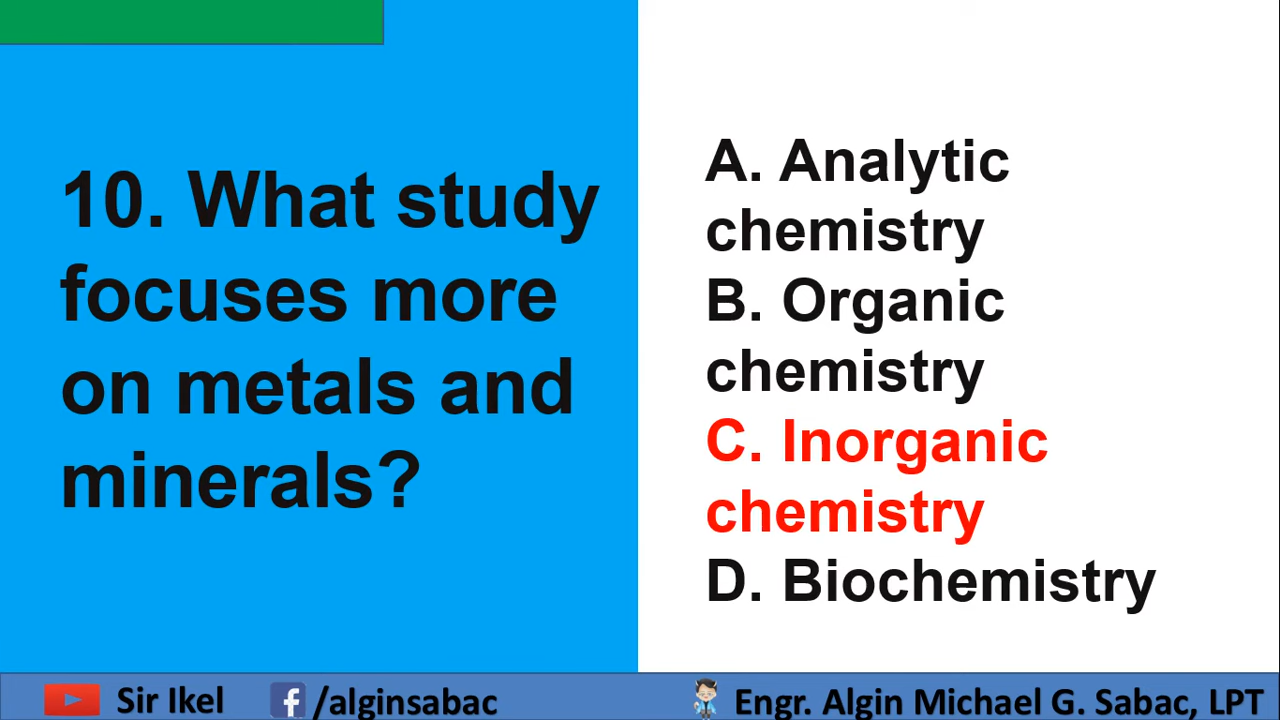 10. What study
focuses more
on metals and
minerals?
A. Analytic
chemistry
B. Organic
chemistry
C. Inorganic
chemistry
D. Biochemistry
Sir Ikel
/alginsabac
Engr. Algin Michael G. Sabac, LPT